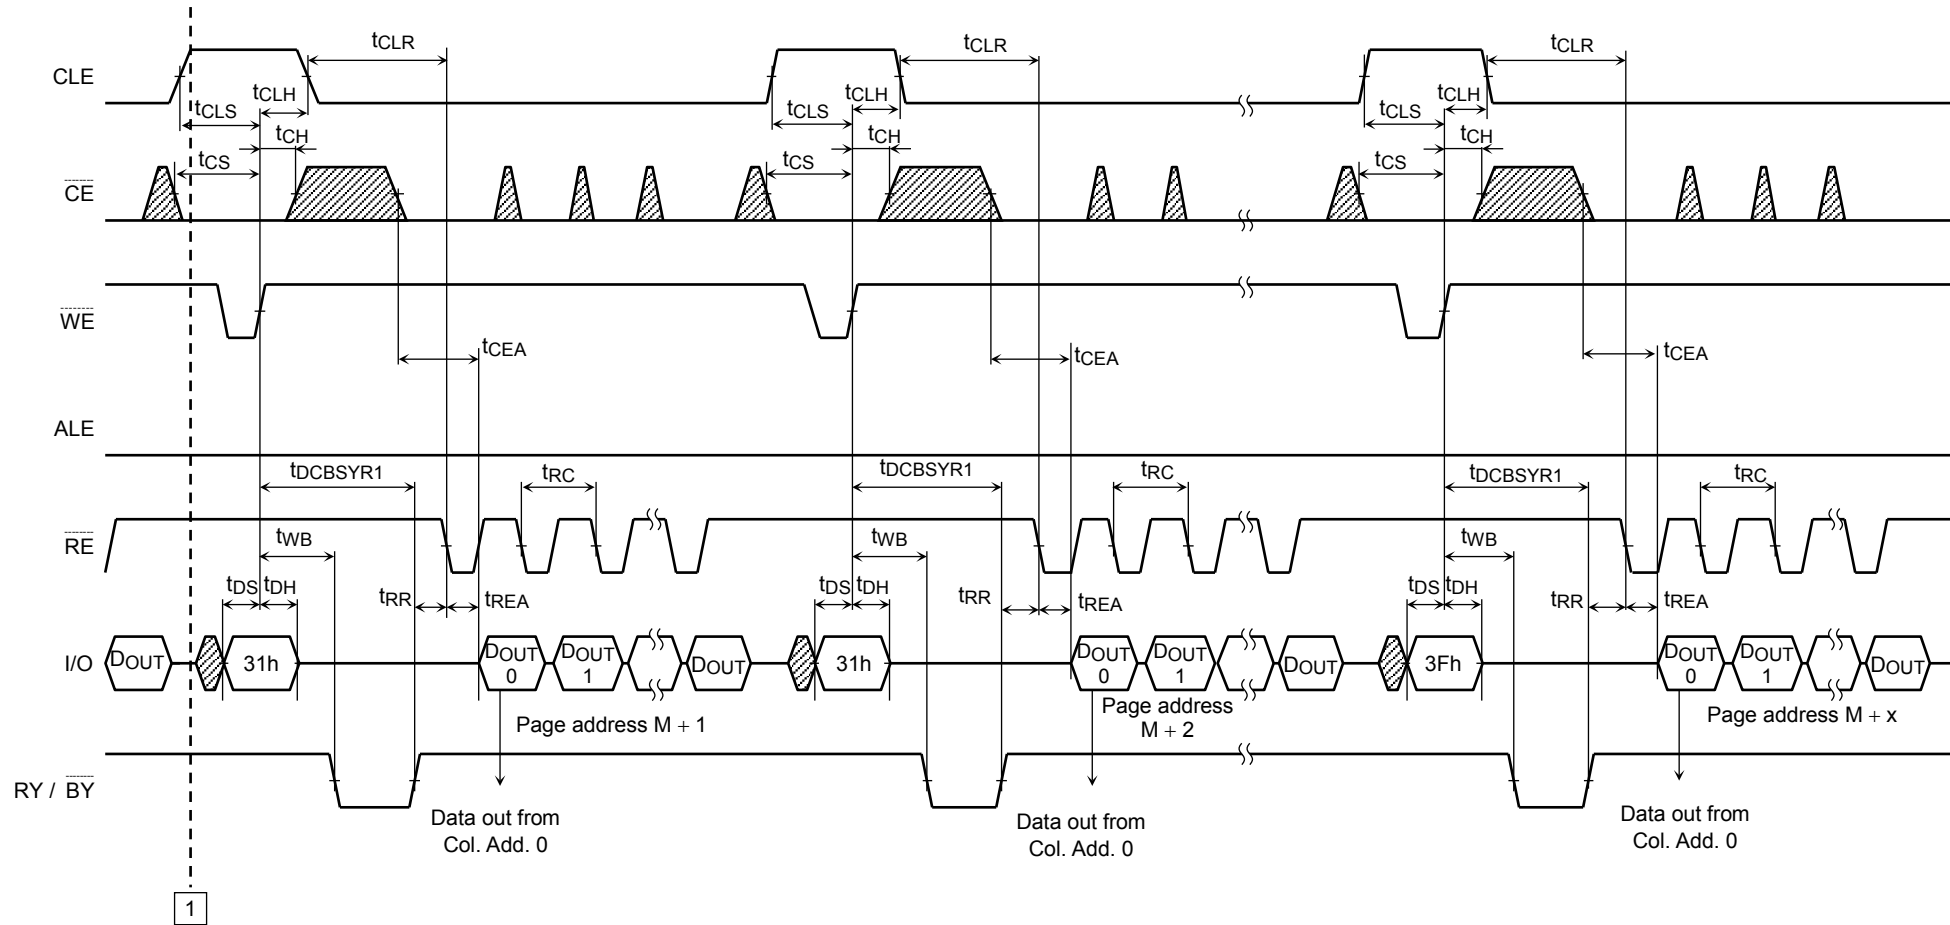 tCLR tCLR tCLR
CLE
tCLH tCLH tCLH
tCLS tCLS tCLS
tCH tCH tCH
tCS tCS tCS
CE
WE
tCEA tCEA tCEA
ALE
tDCBSYR1 tRC tDCBSYR1 tRC tDCBSYR1 tRC
RE
tWB tWB tWB
tDS tDH tDS tDH tDS tDH
tRR tREA tRR tREA tRR tREA
I/O DOUT 31h DOUT 0 DOUT 1 DOUT 31h DOUT 0 DOUT 1 DOUT 3Fh DOUT 0 DOUT 1 DOUT
Page address M + 1
Page address
M + 2
Page address M + x
RY / BY
Data out from
Col. Add. 0
Data out from
Col. Add. 0
Data out from
Col. Add. 0
1